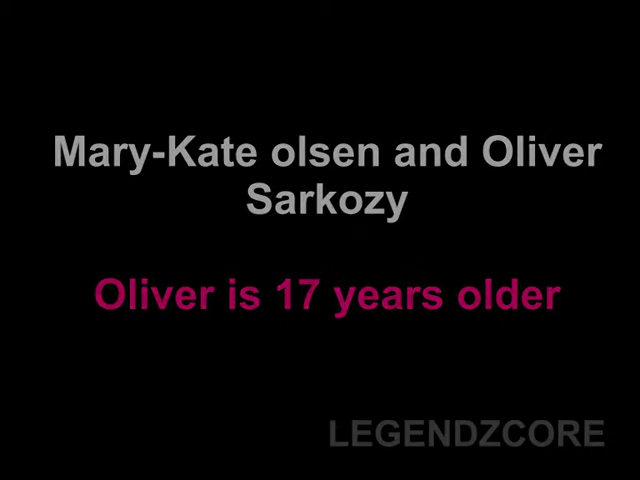 Mary-Kate olsen and Oliver
Sarkozy
Oliver is 17 years older
LEGENDZCORE